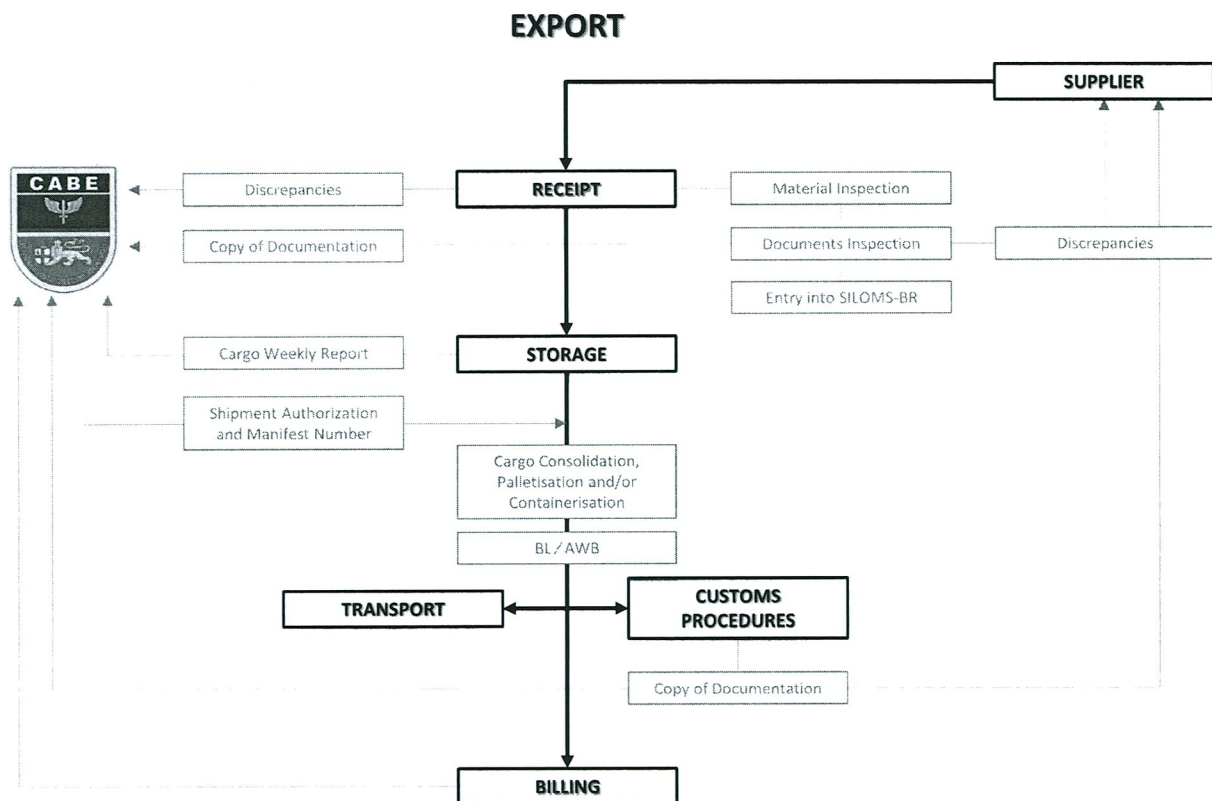 EXPORT
SUPPLIER
CABE
Discrepancies
RECEIPT
Material Inspection
Copy of Documentation
Documents Inspection
Discrepancies
Entry into SILOMS-BR
Cargo Weekly Report
STORAGE
Shipment Authorization
and Manifest Number
Cargo Consolidation,
Palletisation and/or
Containerisation
BL/AWB
TRANSPORT
CUSTOMS
PROCEDURES
Copy of Documentation
BILLING